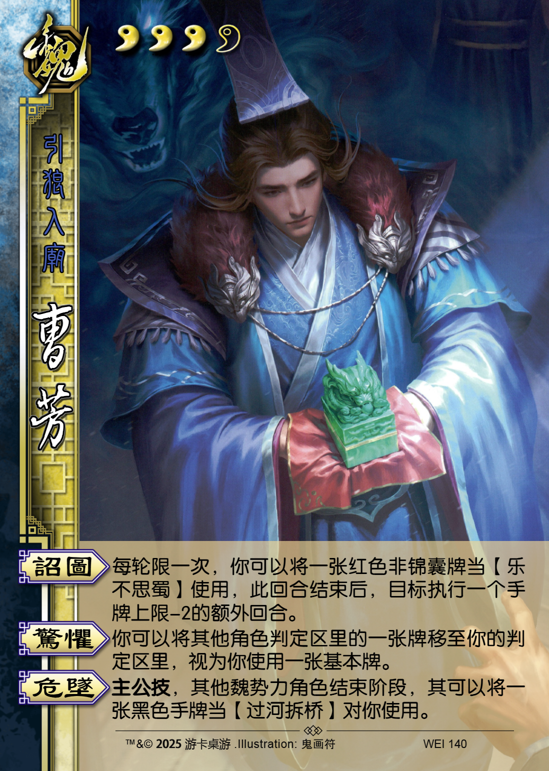 魏
引狼入廟
曹芳
詔圖
每轮限一次，你可以将一张红色非锦囊牌当【乐
不思蜀】使用，此回合结束后，目标执行一个手
牌上限-2的额外回合。
驚懼
你可以将其他角色判定区里的一张牌移至你的判
定区里，视为你使用一张基本牌。
危墜
主公技，其他魏势力角色结束阶段，其可以将一
张黑色手牌当【过河拆桥】对你使用。
™&© 2025 游卡桌游 .Illustration: 鬼画符
WEI 140